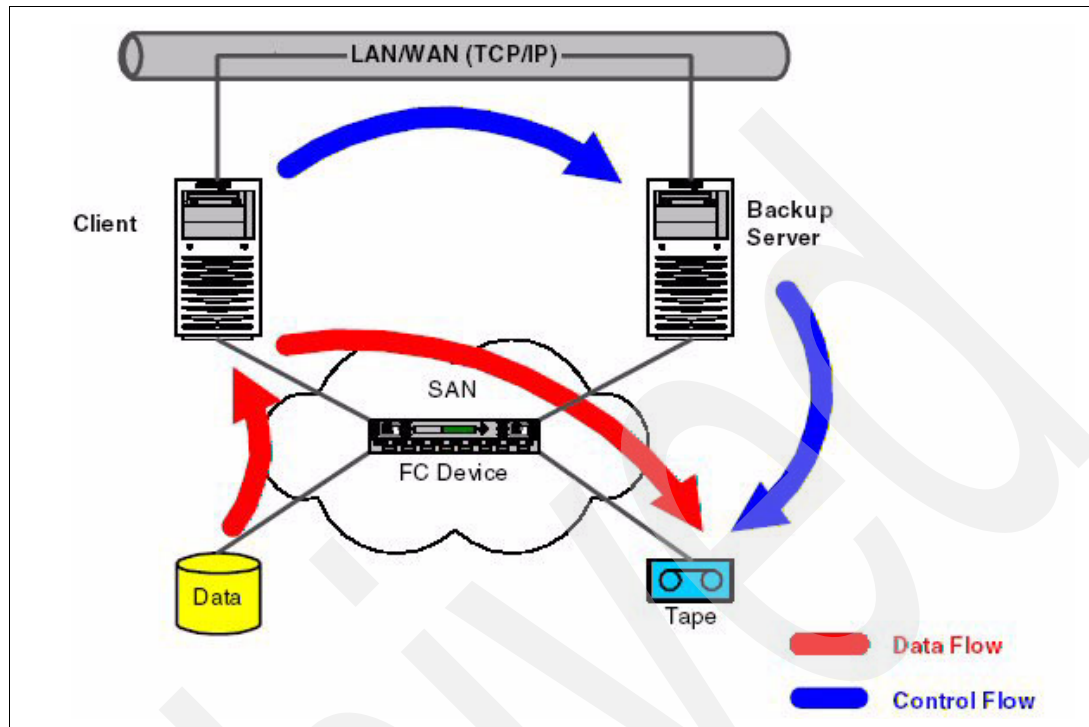 LAN/WAN (TCP/IP)
Client
Backup
Server
SAN
FC Device
Data
Tape
Data Flow
Control Flow